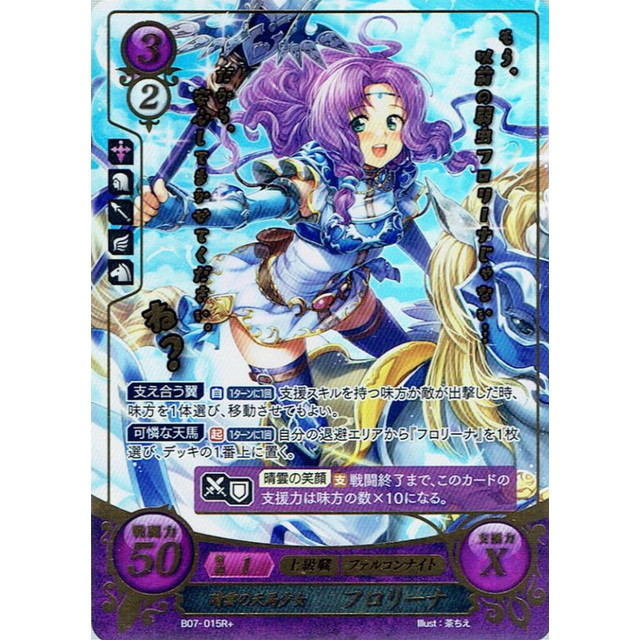 3
2
もう、
以前の弱虫フロリーナじゃない…
だから、
安心してまかせてください。
ね？
支え合う翼 自 1ターンに1回 支援スキルを持つ味方か敵が出撃した時、
味方を1体選び、移動させてもよい。
可憐な天馬 起 1ターンに1回 自分の退避エリアから『フロリーナ』を1枚
選び、デッキの1番上に置く。
晴雲の笑顔 支 戦闘終了まで、このカードの
支援力は味方の数×10になる。
戦闘力
50
1
上級職 ファルコンナイト
支援力
X
晴雲の天馬少女 フロリーナ
B07-015R+
Illust：茶ちえ